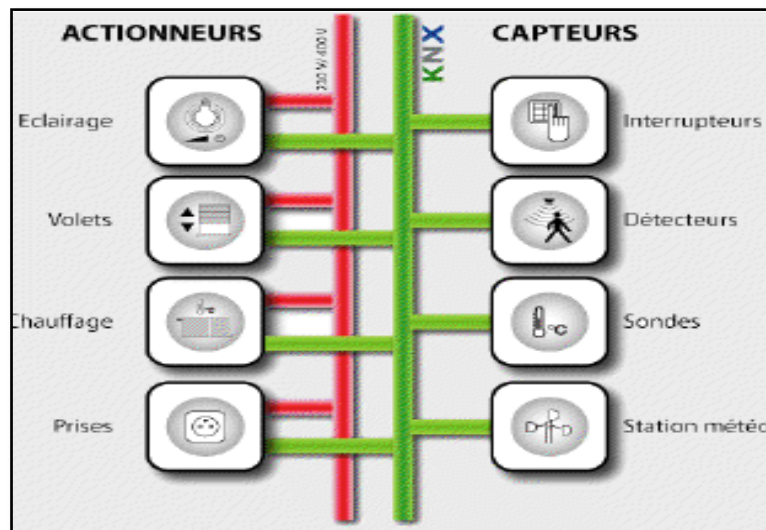 ACTIONNEURS
230 V/ 400 V
KNX
CAPTEURS
Eclairage
Interrupteurs
Volets
Détecteurs
Chauffage
°C
Sondes
Prises
Station météo